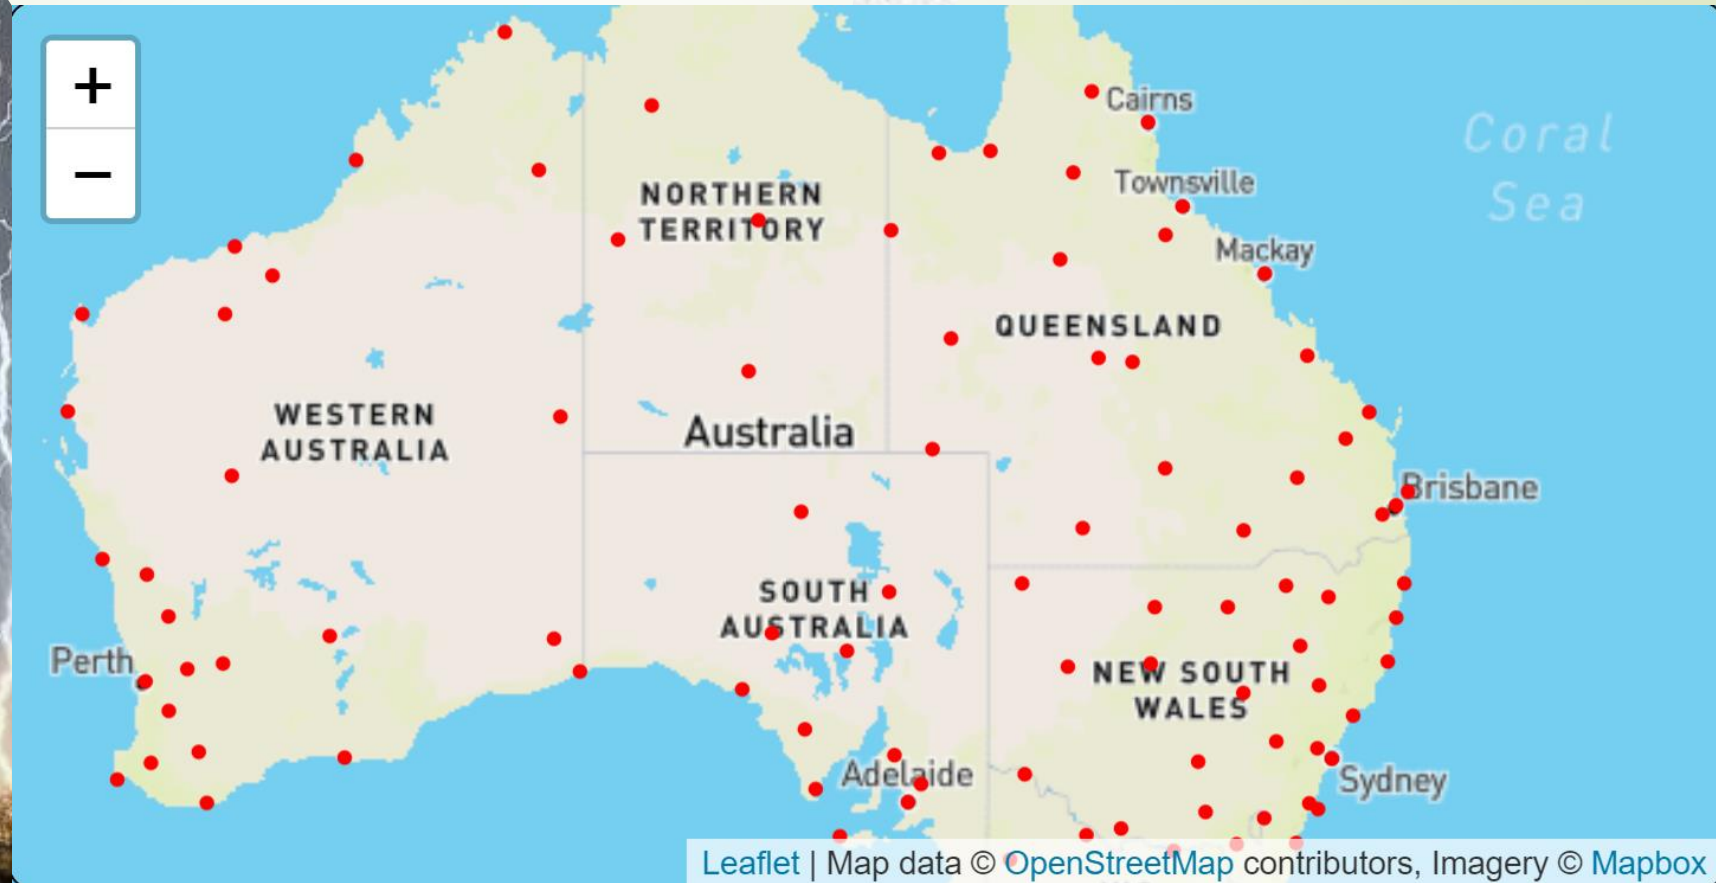 +
−
Cairns
Coral
Sea
Townsville
NORTHERN
TERRITORY
Mackay
QUEENSLAND
WESTERN
AUSTRALIA
Australia
Brisbane
SOUTH
AUSTRALIA
Perth
NEW SOUTH
WALES
Adelaide
Sydney
Leaflet | Map data © OpenStreetMap contributors, Imagery © Mapbox